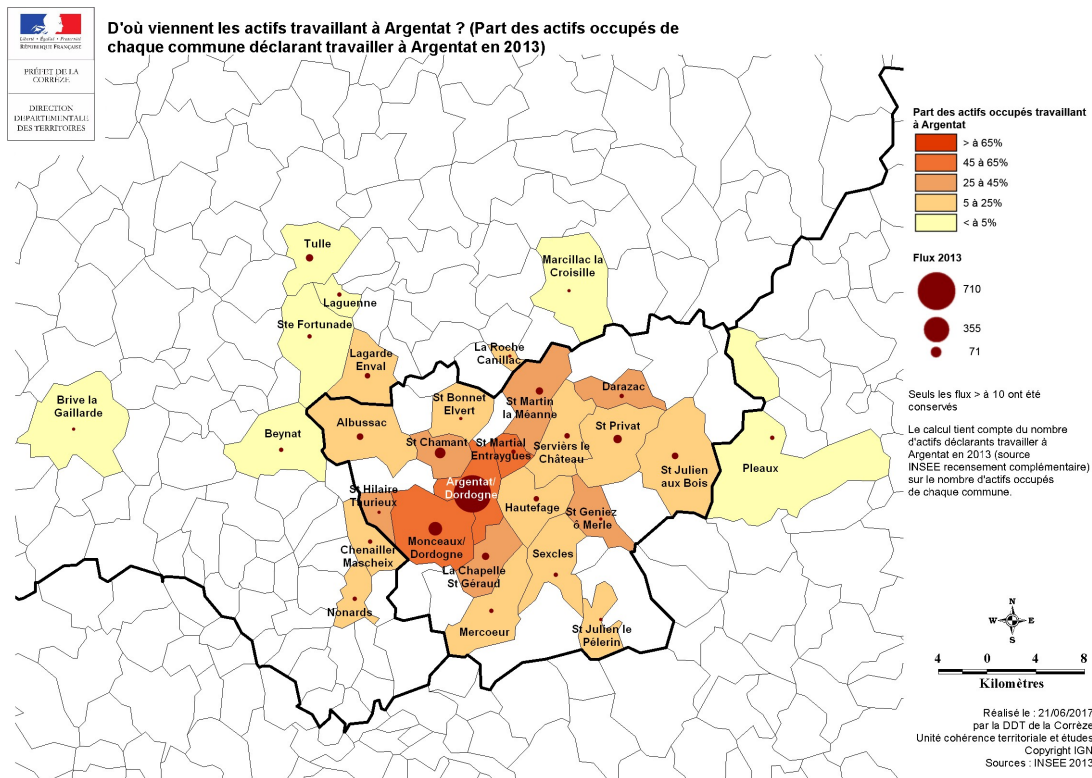 D'où viennent les actifs travaillant à Argentat ? (Part des actifs occupés de
chaque commune déclarant travailler à Argentat en 2013)
Liberté • Égalité • Fraternité
RÉPUBLIQUE FRANÇAISE
PRÉFET DE LA
CORRÈZE
DIRECTION
DEPARTEMENTALE
DES TERRITOIRES
Part des actifs occupés travaillant
à Argentat
> à 65%
45 à 65%
25 à 45%
5 à 25%
< à 5%
Flux 2013
710
355
71
Seuls les flux > à 10 ont été
conservés
Le calcul tient compte du nombre
d'actifs déclarants travailler à
Argentat en 2013 (source
INSEE recensement complémentaire)
sur le nombre d'actifs occupés
de chaque commune.
Tulle
Marcillac la
Croisille
Laguenne
Ste Fortunade
La Roche
Canillac
Lagarde
Enval
Darazac
Brive la
Gaillarde
St Bonnet
Elvert
St Martin
la Méanne
Albussac
St Privat
Beynat
St Chamant
St Martial
Entraygues
Servièrs le
Château
Pleaux
St Julien
aux Bois
Argentat/
Dordogne
St Hilaire
Thurieux
Hautefage
St Geniez
ô Merle
Monceaux/
Dordogne
Chenailler
Mascheix
Sexcles
La Chapelle
St Géraud
Nonards
Mercoeur
St Julien le
Pélerin
N
W E
S
4 0 4 8
Kilomètres
Réalisé le : 21/06/2017
par la DDT de la Corrèze
Unité cohérence territoriale et études
Copyright IGN
Sources : INSEE 2013